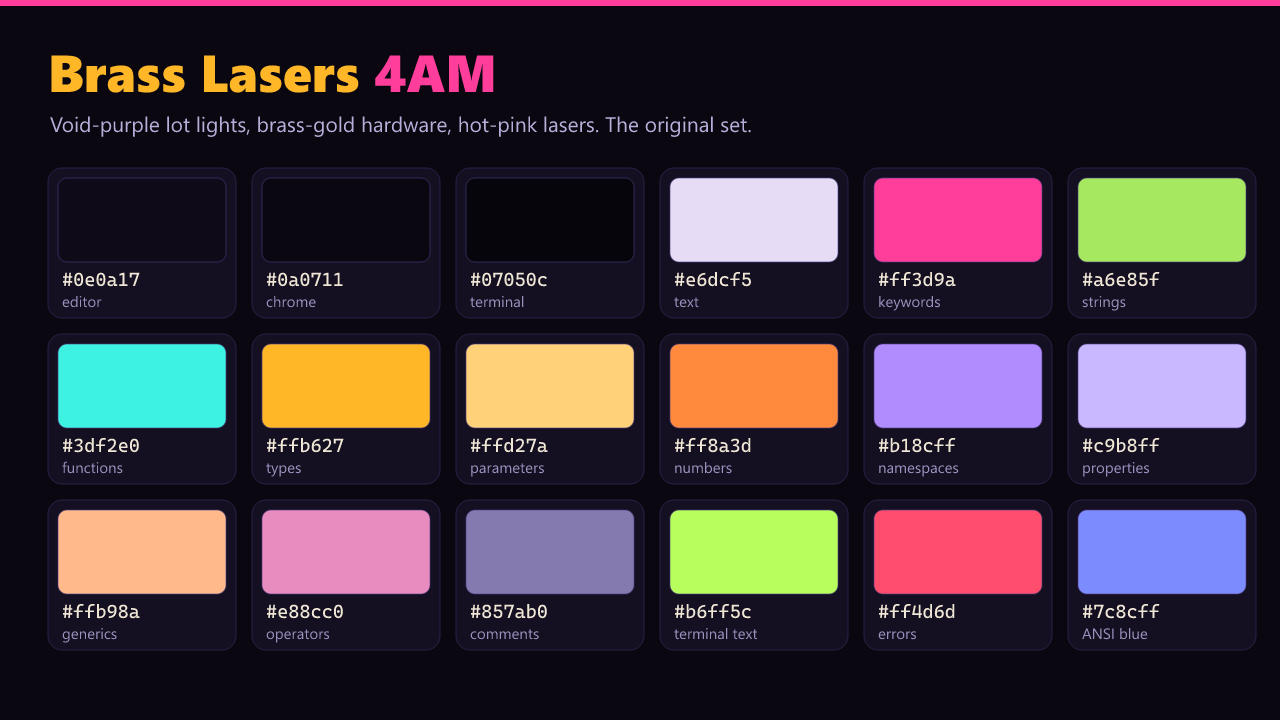 Brass Lasers 4AM
Void-purple lot lights, brass-gold hardware, hot-pink lasers. The original set.
#0e0a17
editor
#0a0711
chrome
#07050c
terminal
#e6dcf5
text
#ff3d9a
keywords
#a6e85f
strings
#3df2e0
functions
#ffb627
types
#ffd27a
parameters
#ff8a3d
numbers
#b18cff
namespaces
#c9b8ff
properties
#ffb98a
generics
#e88cc0
operators
#857ab0
comments
#b6ff5c
terminal text
#ff4d6d
errors
#7c8cff
ANSI blue